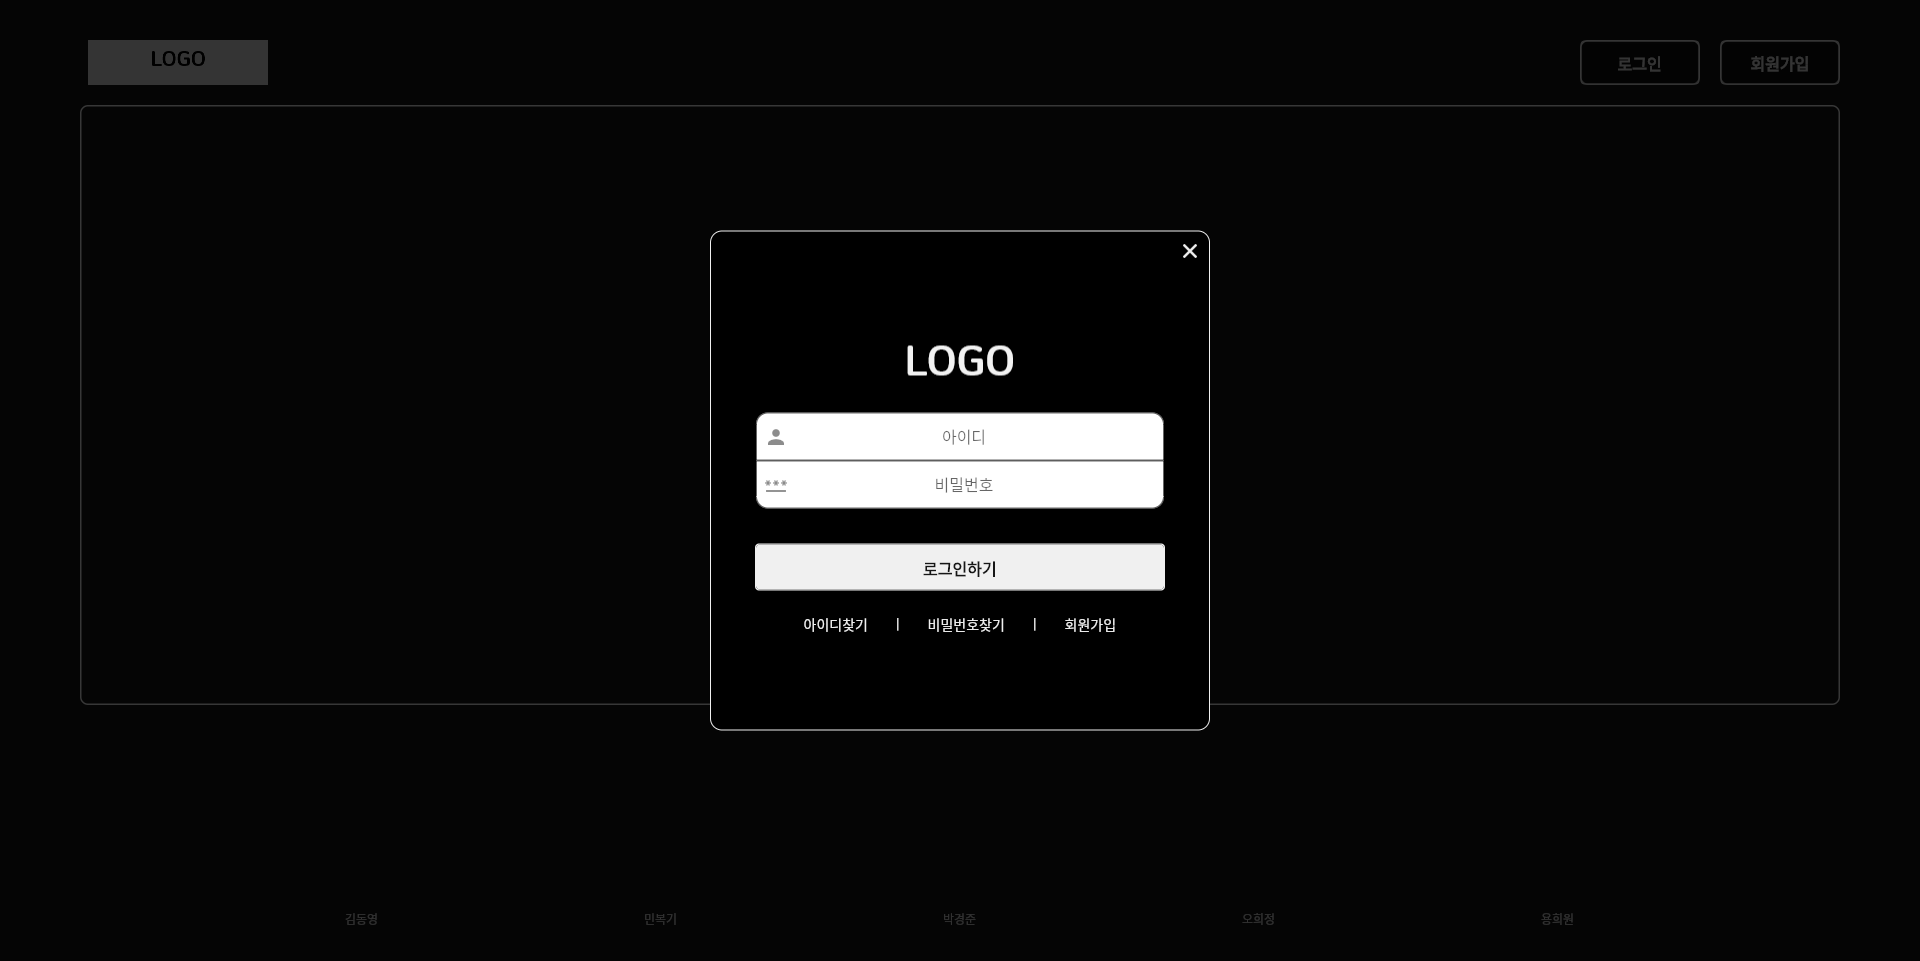 LOGO
로그인
회원가입
LOGO
아이디
***
비밀번호
로그인하기
아이디찾기 | 비밀번호찾기 | 회원가입
김동영 민복기 박경준 오희정 용희원